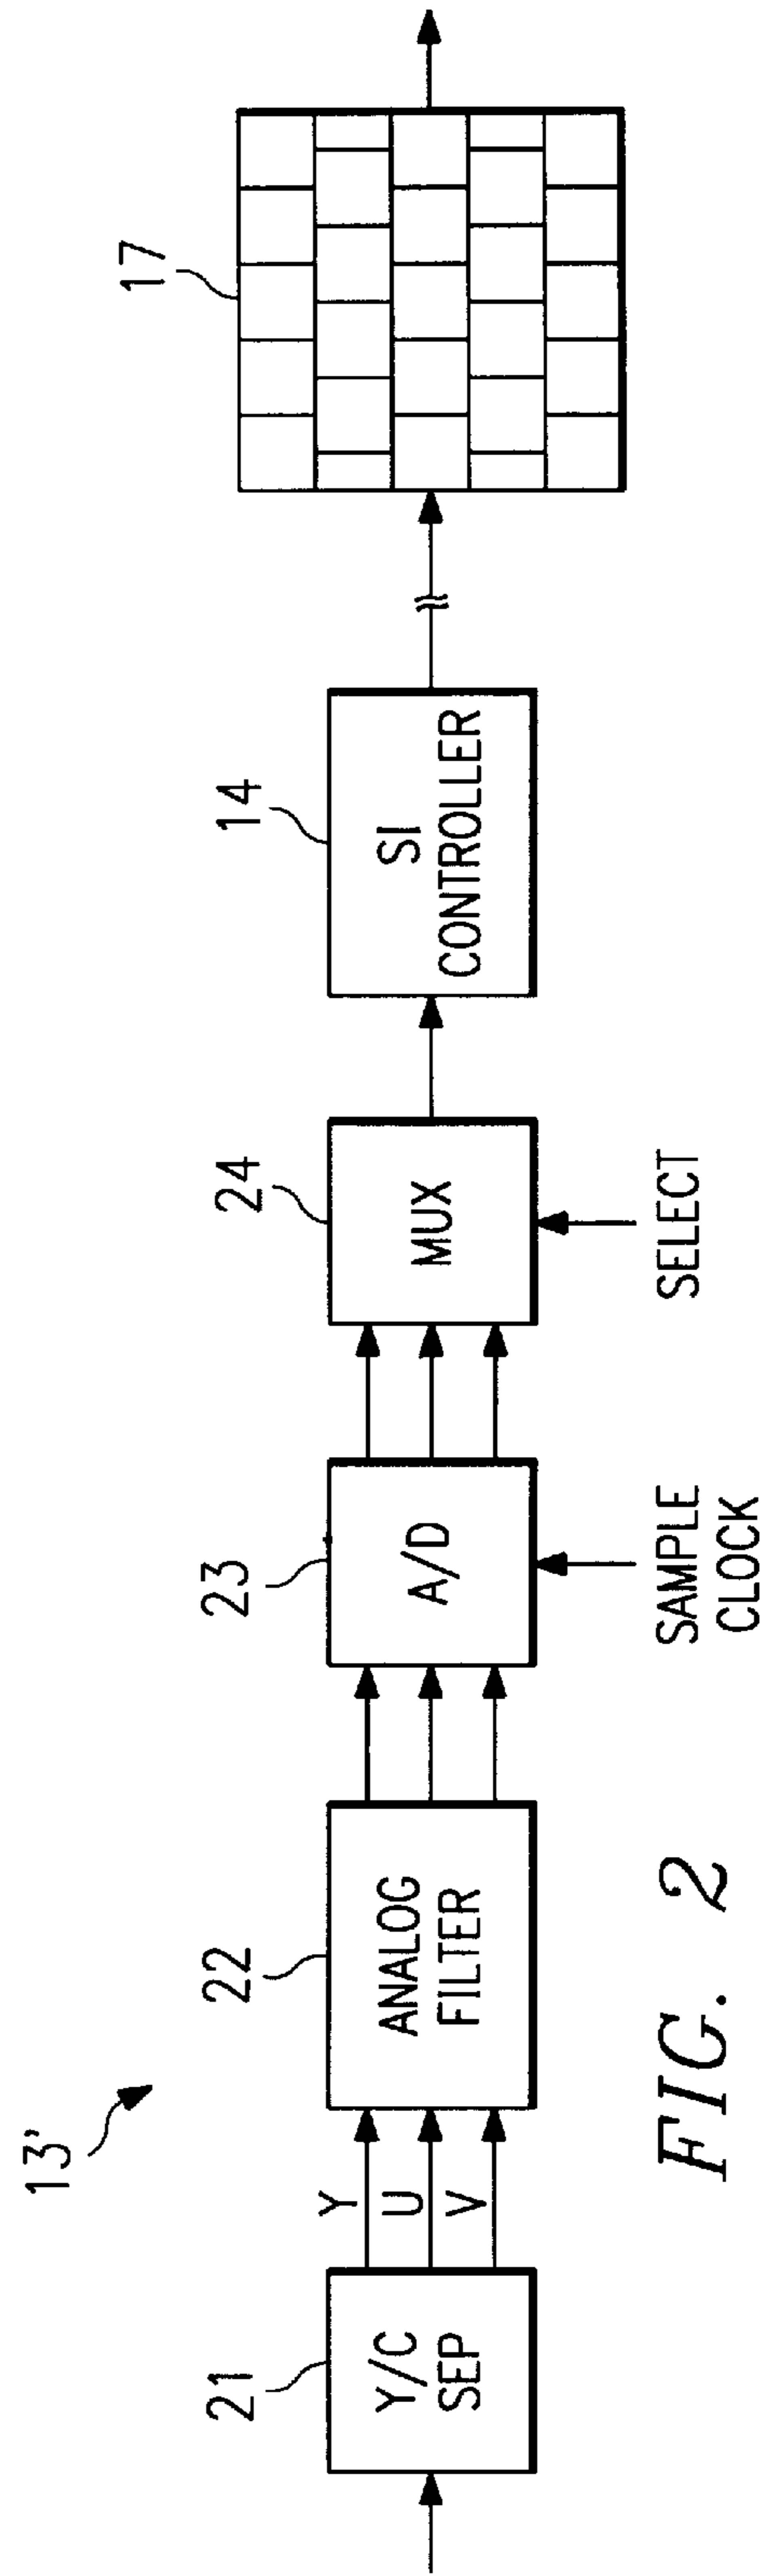 13'
21
Y/C
SEP
Y
U
V
22
ANALOG
FILTER
23
A/D
SAMPLE
CLOCK
24
MUX
SELECT
14
SI
CONTROLLER
17
FIG. 2